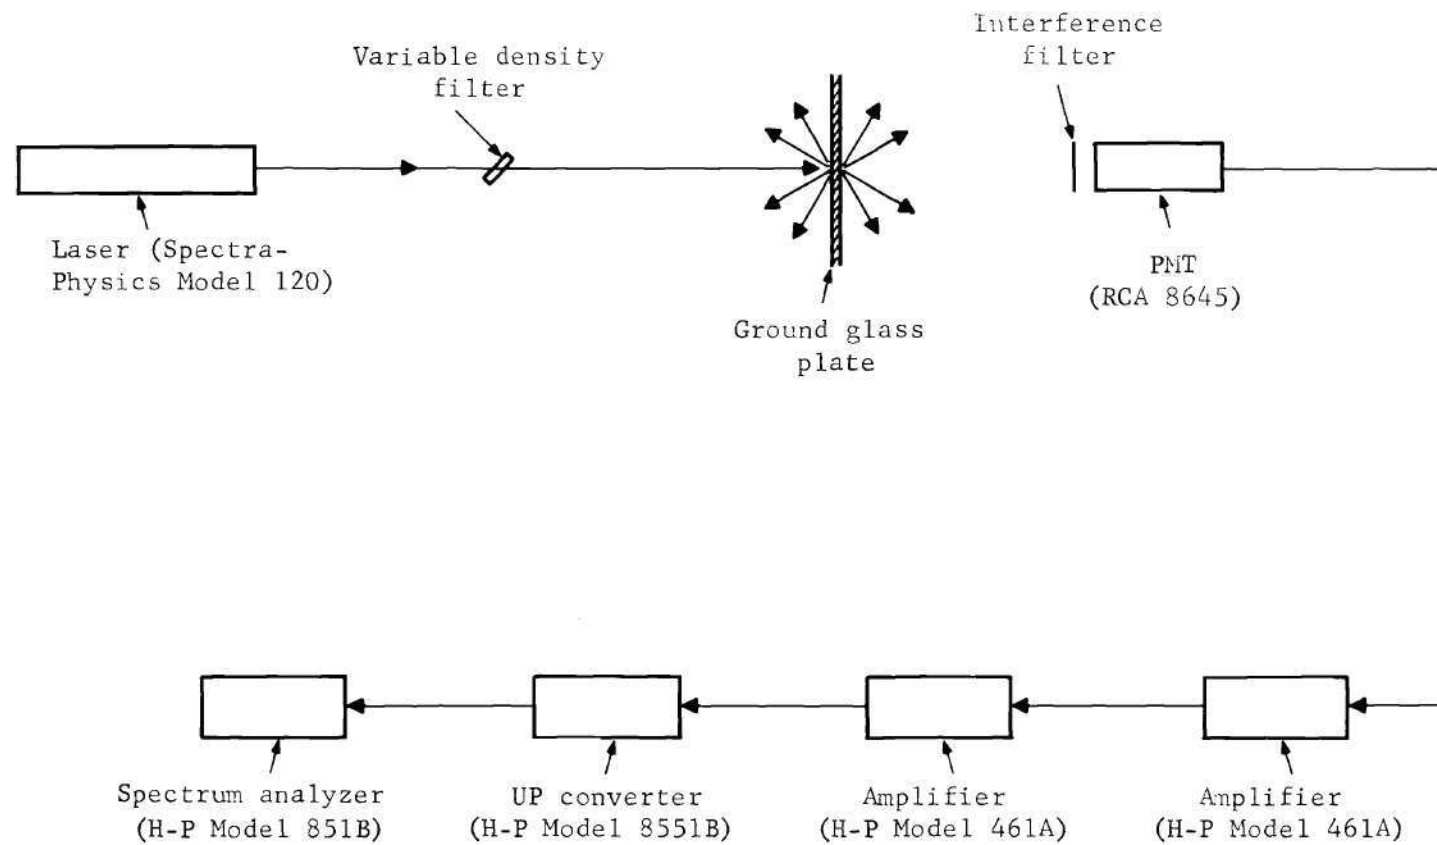 Interference
filter
Variable density
filter
Laser (Spectra-
Physics Model 120)
PMT
(RCA 8645)
Ground glass
plate
Spectrum analyzer
(H-P Model 851B)
UP converter
(H-P Model 8551B)
Amplifier
(H-P Model 461A)
Amplifier
(H-P Model 461A)